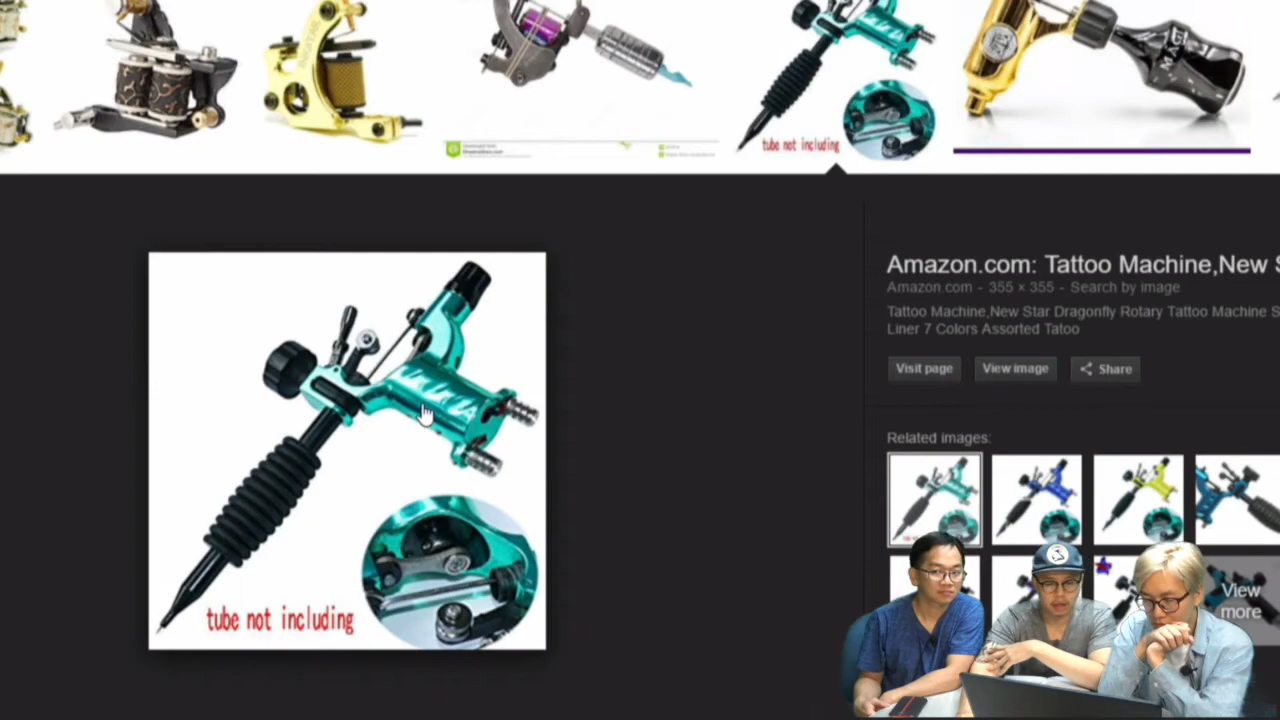 tube not including
MAG
Amazon.com: Tattoo Machine,New S
Amazon.com - 355 × 355 - Search by image
Tattoo Machine,New Star Dragonfly Rotary Tattoo Machine S
Liner 7 Colors Assorted Tatoo
Visit page
View image
Share
Related images:
tube not including
View
more